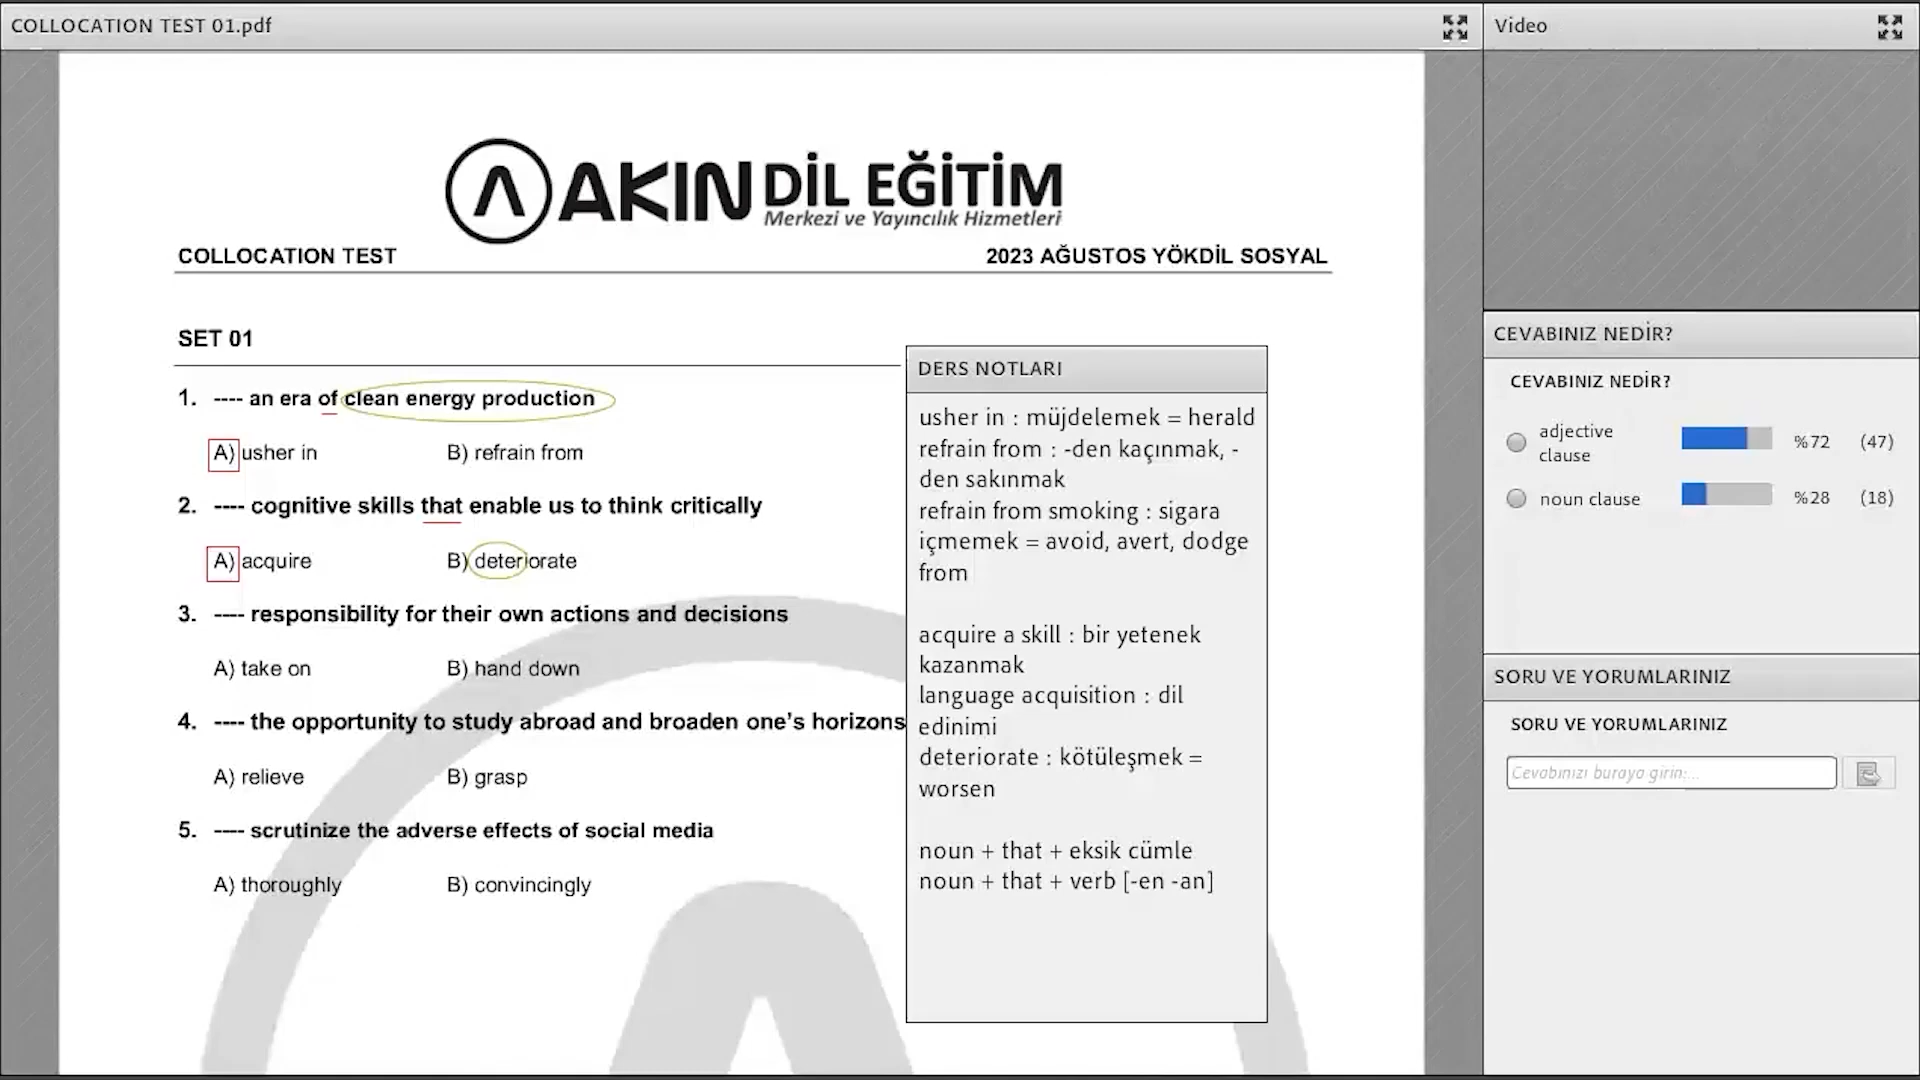 COLLOCATION TEST 01.pdf
AKIN DİL EĞİTİM
Merkezi ve Yayıncılık Hizmetleri
COLLOCATION TEST
2023 AĞUSTOS YÖKDİL SOSYAL
SET 01
1. ---- an era of clean energy production
A) usher in B) refrain from
2. ---- cognitive skills that enable us to think critically
A) acquire B) deteriorate
3. ---- responsibility for their own actions and decisions
A) take on B) hand down
4. ---- the opportunity to study abroad and broaden one’s horizons
A) relieve B) grasp
5. ---- scrutinize the adverse effects of social media
A) thoroughly B) convincingly
DERS NOTLARI
usher in : müjdelemek = herald
refrain from : -den kaçınmak, -
den sakınmak
refrain from smoking : sigara
içmemek = avoid, avert, dodge
from
acquire a skill : bir yetenek
kazanmak
language acquisition : dil
edinimi
deteriorate : kötüleşmek =
worsen
noun + that + eksik cümle
noun + that + verb [-en -an]
Video
CEVABINIZ NEDİR?
CEVABINIZ NEDİR?
adjective
clause
%72 (47)
noun clause %28 (18)
SORU VE YORUMLARINIZ
SORU VE YORUMLARINIZ
Cevabınızı buraya girin:...